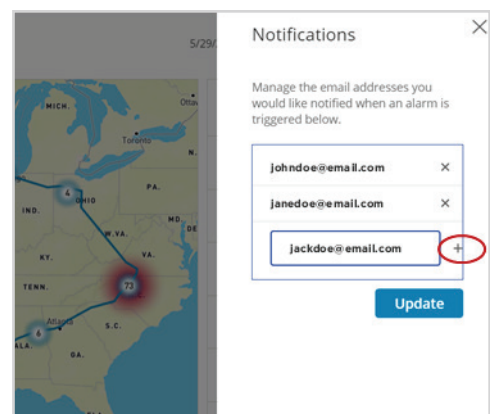 Notifications
5/29/
Manage the email addresses you
would like notified when an alarm is
triggered below.
johndoe@email.com
janedoe@email.com
jackdoe@email.com
Update
MICH.
Toronto
N.
4
OHIO
PA.
IND.
MD.
DE
W.VA.
KY.
VA.
TENN.
73
Atlanta
6
S.C.
ALA.
GA.